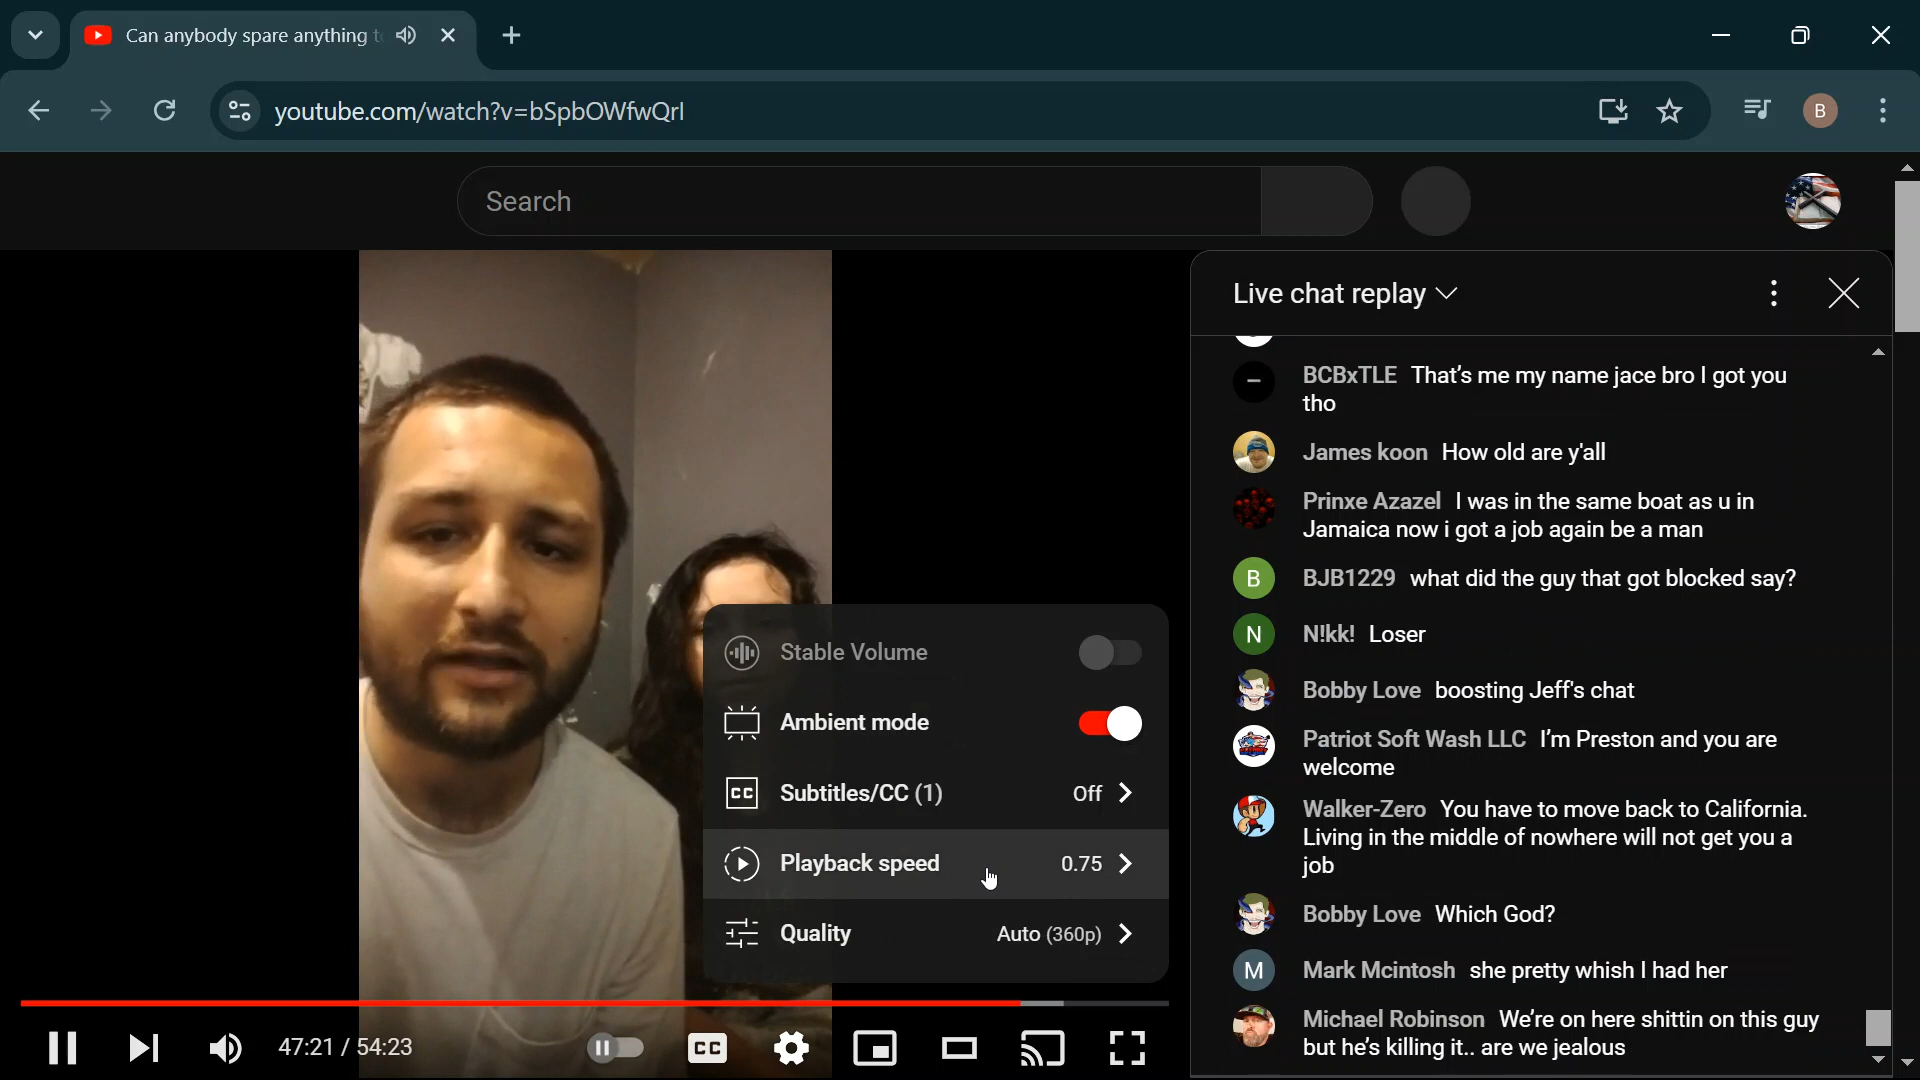 Can anybody spare anything t
youtube.com/watch?v=bSpbOWfwQrI
B
Search
Live chat replay
BCBxTLE That's me my name jace bro I got you
tho
James koon How old are y'all
Prinxe Azazel I was in the same boat as u in
Jamaica now i got a job again be a man
B BJB1229 what did the guy that got blocked say?
N N!kk! Loser
Bobby Love boosting Jeff's chat
Patriot Soft Wash LLC I'm Preston and you are
welcome
Walker-Zero You have to move back to California.
Living in the middle of nowhere will not get you a
job
Bobby Love Which God?
M Mark Mcintosh she pretty whish I had her
Michael Robinson We're on here shittin on this guy
but he's killing it.. are we jealous
Stable Volume
Ambient mode
CC Subtitles/CC (1) Off
Playback speed 0.75
Quality Auto (360p)
47:21 / 54:23
CC